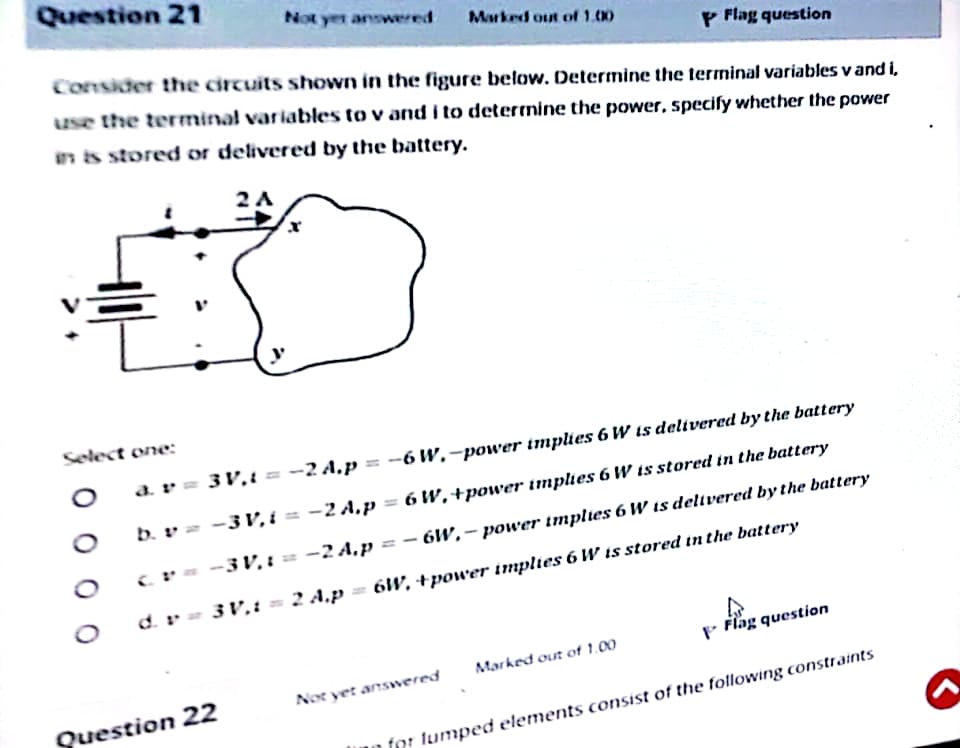 Question 21 Not yet answered Marked out of 1.00 Flag question
Consider the circuits shown in the figure below. Determine the terminal variables v and i,
use the terminal variables to v and i to determine the power, specify whether the power
in is stored or delivered by the battery.
2 A
i
x
+
V
v
+
-
y
Select one:
a. v = 3 V, i = −2 A, p = −6 W, −power implies 6 W is delivered by the battery
b. v = −3 V, i = −2 A, p = 6 W, +power implies 6 W is stored in the battery
c. v = −3 V, i = −2 A, p = − 6W, − power implies 6 W is delivered by the battery
d. v = 3 V, i = 2 A, p = 6W, +power implies 6 W is stored in the battery
Question 22 Not yet answered Marked out of 1.00 Flag question
for lumped elements consist of the following constraints